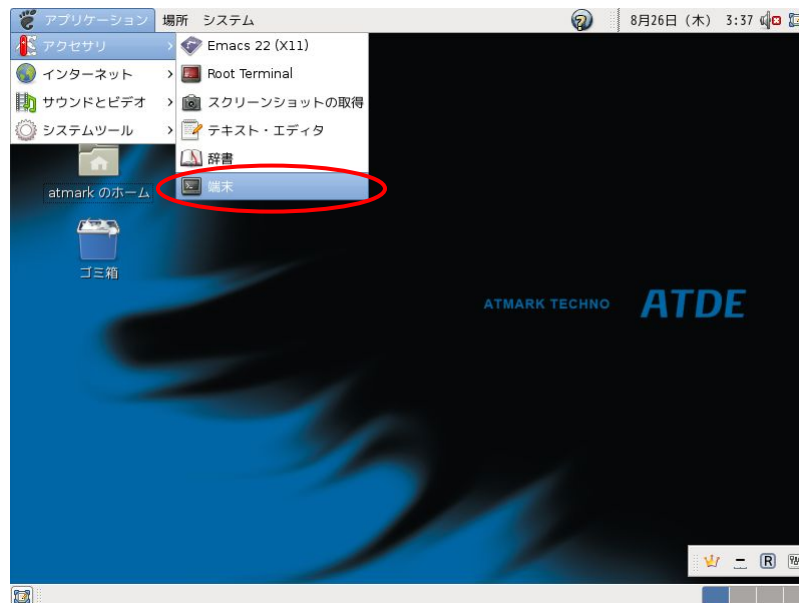 アプリケーション 場所 システム 8月26日 (木) 3:37
アクセサリ
インターネット
サウンドとビデオ
システムツール
Emacs 22 (X11)
Root Terminal
スクリーンショットの取得
テキスト・エディタ
辞書
端末
atmark のホーム
ゴミ箱
ATMARK TECHNO ATDE
R